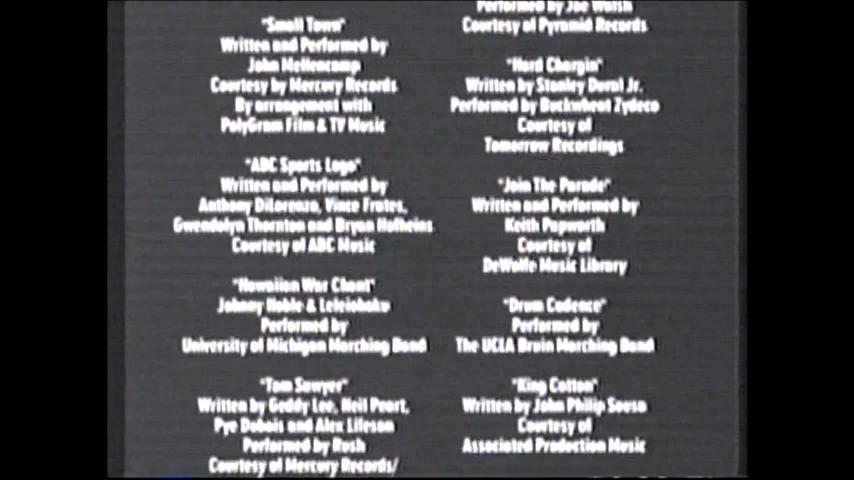 "Small Town"
Written and Performed by
John Mellencamp
Courtesy by Mercury Records
By arrangement with
PolyGram Film & TV Music
"ABC Sports Logo"
Written and Performed by
Anthony DiLorenzo, Vince Frates,
Gwendolyn Thornton and Bryan Hofheins
Courtesy of ABC Music
"Hawaiian War Chant"
Johnny Noble & Leleiohaku
Performed by
University of Michigan Marching Band
"Tom Sawyer"
Written by Geddy Lee, Neil Peart,
Pye Dubois and Alex Lifeson
Performed by Rush
Courtesy of Mercury Records/
Performed by Joe Walsh
Courtesy of Pyramid Records
"Hard Chargin"
Written by Stanley Dural Jr.
Performed by Buckwheat Zydeco
Courtesy of
Tomorrow Recordings
"Join The Parade"
Written and Performed by
Keith Papworth
Courtesy of
DeWolfe Music Library
"Drum Cadence"
Performed by
The UCLA Bruin Marching Band
"King Cotton"
Written by John Philip Sousa
Courtesy of
Associated Production Music